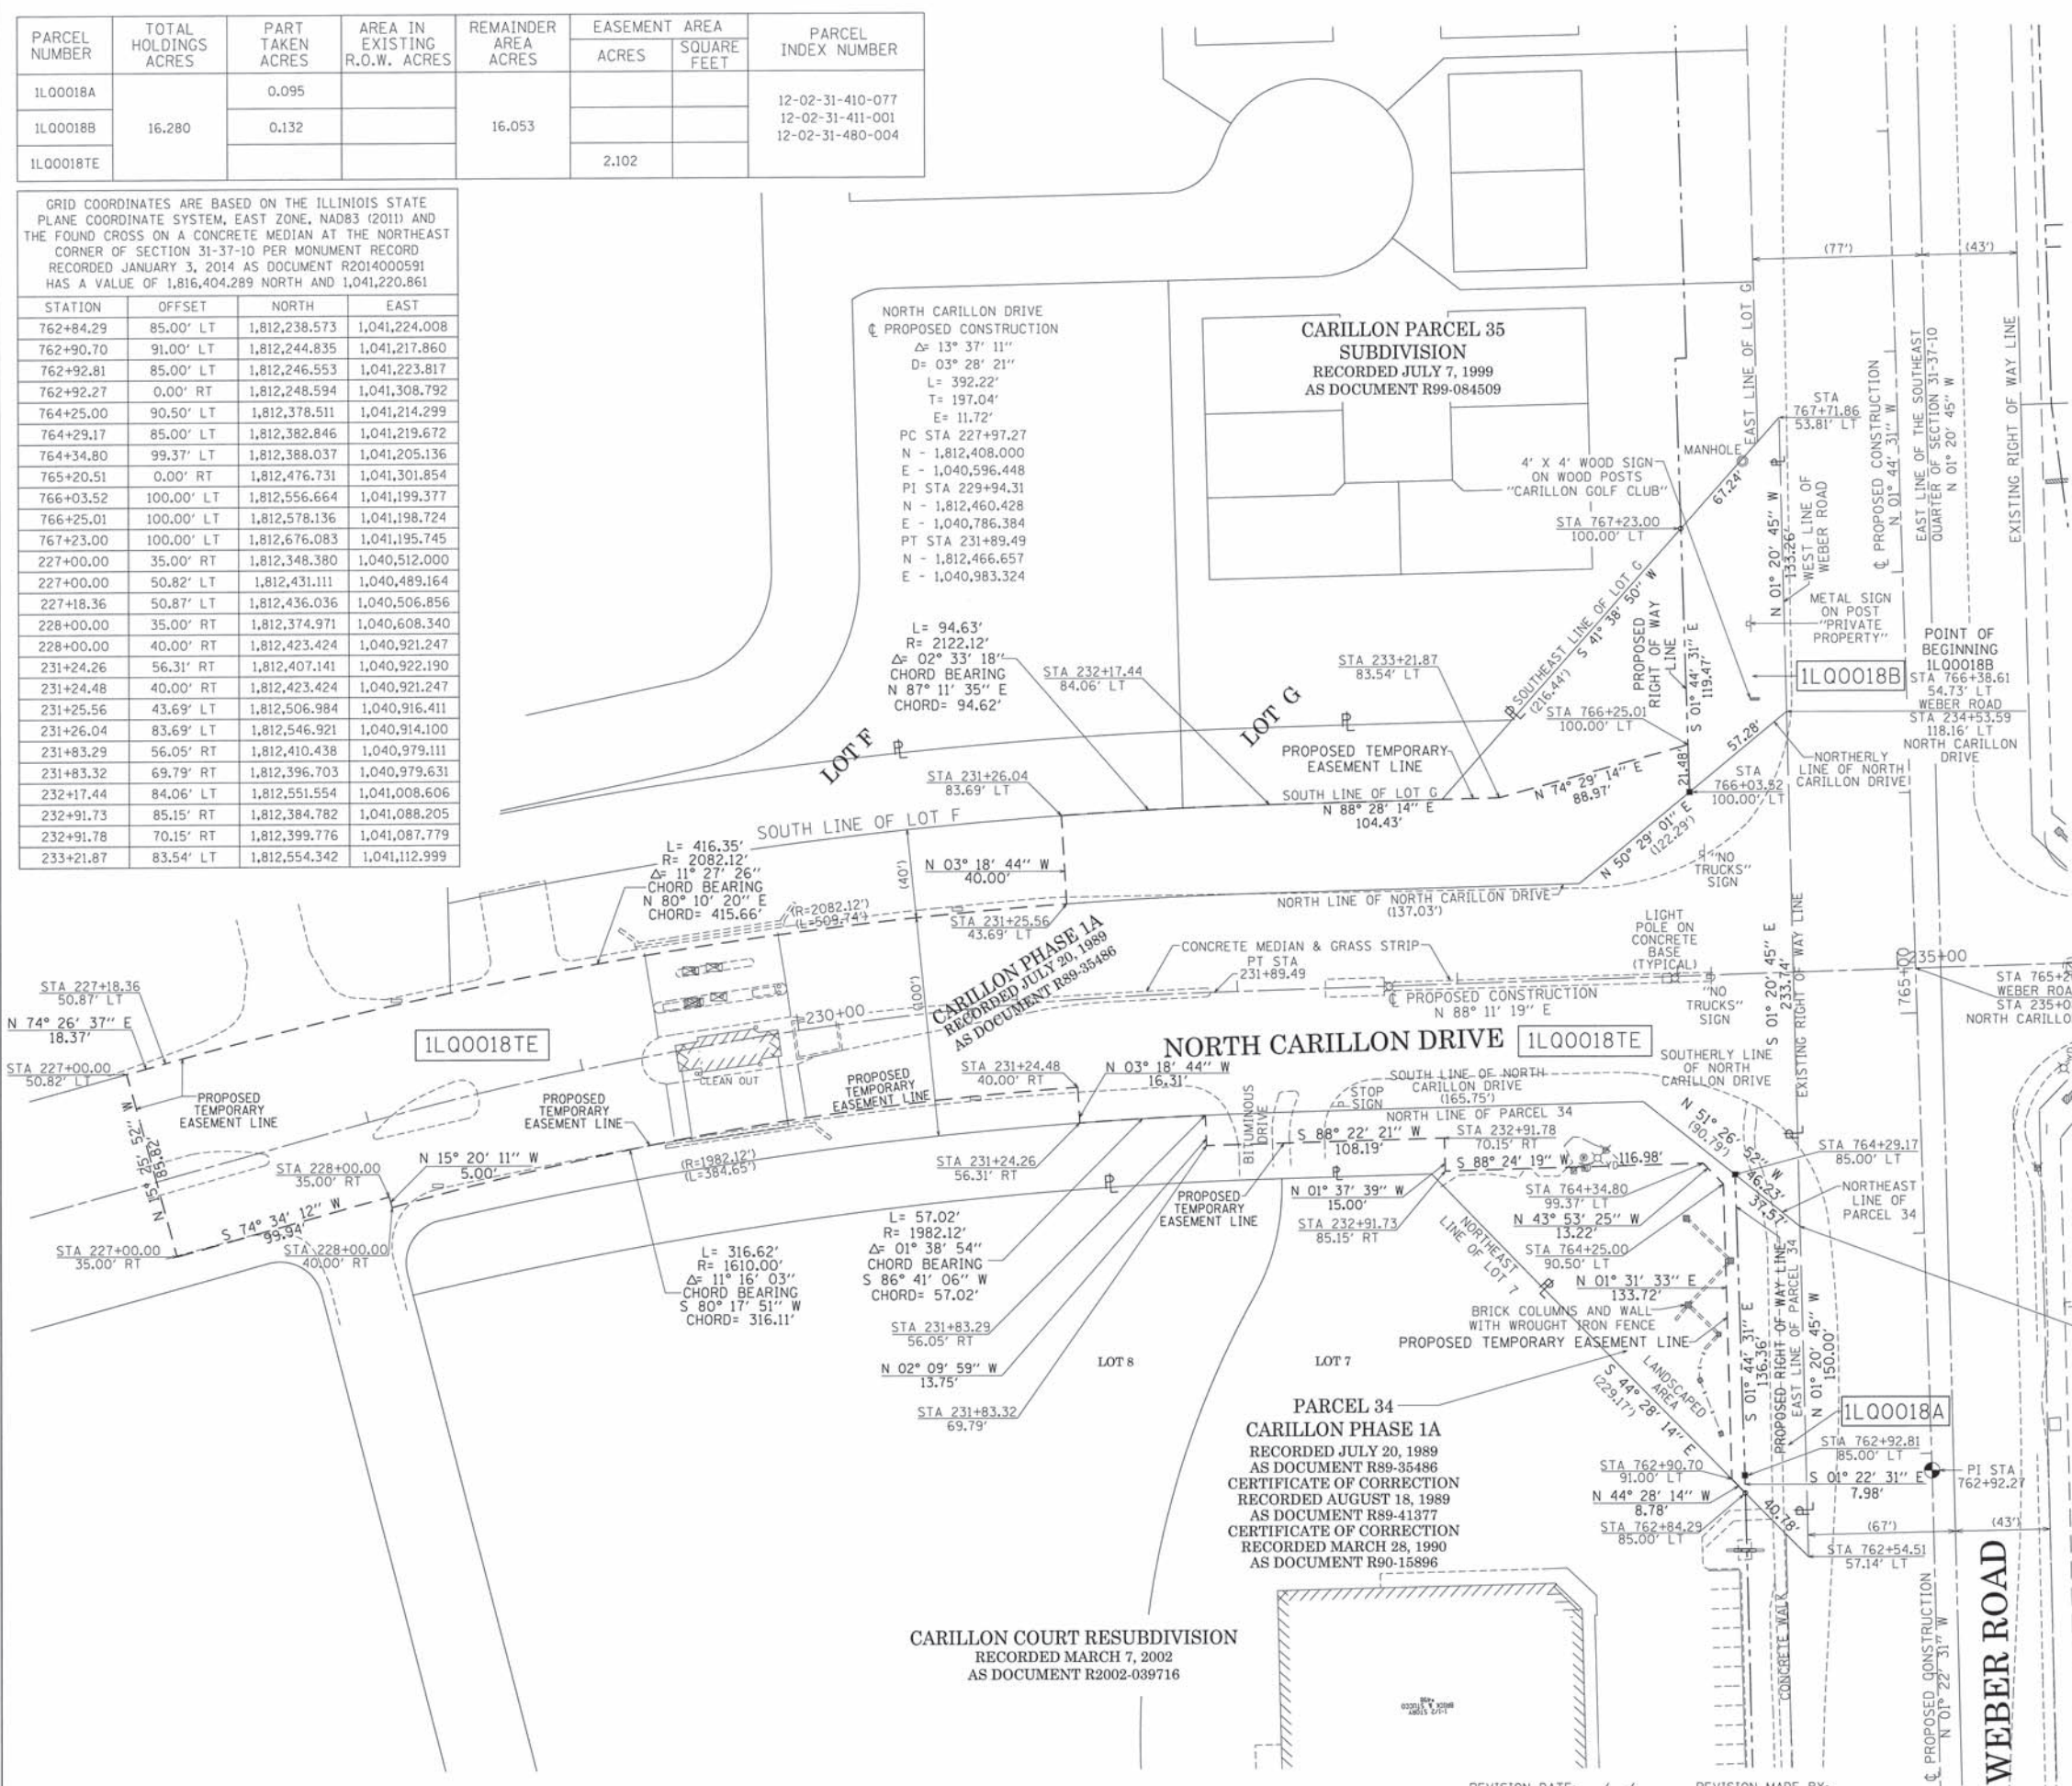 PARCEL NUMBER | TOTAL HOLDINGS ACRES | PART TAKEN ACRES | AREA IN EXISTING R.O.W. ACRES | REMAINDER AREA ACRES | EASEMENT AREA ACRES | SQUARE FEET | PARCEL INDEX NUMBER
1LQ0018A 0.095
1LQ0018B 16.280 0.132 16.053
1LQ0018TE 2.102
12-02-31-410-077
12-02-31-411-001
12-02-31-480-004
GRID COORDINATES ARE BASED ON THE ILLINIOIS STATE
PLANE COORDINATE SYSTEM, EAST ZONE, NAD83 (2011) AND
THE FOUND CROSS ON A CONCRETE MEDIAN AT THE NORTHEAST
CORNER OF SECTION 31-37-10 PER MONUMENT RECORD
RECORDED JANUARY 3, 2014 AS DOCUMENT R2014000591
HAS A VALUE OF 1,816,404.289 NORTH AND 1,041,220.861
STATION OFFSET NORTH EAST
762+84.29 85.00' LT 1,812,238.573 1,041,224.008
762+90.70 91.00' LT 1,812,244.835 1,041,217.860
762+92.81 85.00' LT 1,812,246.553 1,041,223.817
762+92.27 0.00' RT 1,812,248.594 1,041,308.792
764+25.00 90.50' LT 1,812,378.511 1,041,214.299
764+29.17 85.00' LT 1,812,382.846 1,041,219.672
764+34.80 99.37' LT 1,812,388.037 1,041,205.136
765+20.51 0.00' RT 1,812,476.731 1,041,301.854
766+03.52 100.00' LT 1,812,556.664 1,041,199.377
766+25.01 100.00' LT 1,812,578.136 1,041,198.724
767+23.00 100.00' LT 1,812,676.083 1,041,195.745
227+00.00 35.00' RT 1,812,348.380 1,040,512.000
227+00.00 50.82' LT 1,812,431.111 1,040,489.164
227+18.36 50.87' LT 1,812,436.036 1,040,506.856
228+00.00 35.00' RT 1,812,374.971 1,040,608.340
228+00.00 40.00' RT 1,812,423.424 1,040,921.247
231+24.26 56.31' RT 1,812,407.141 1,040,922.190
231+24.48 40.00' RT 1,812,423.424 1,040,921.247
231+25.56 43.69' LT 1,812,506.984 1,040,916.411
231+26.04 83.69' LT 1,812,546.921 1,040,914.100
231+83.29 56.05' RT 1,812,410.438 1,040,979.111
231+83.32 69.79' RT 1,812,396.703 1,040,979.631
232+17.44 84.06' LT 1,812,551.554 1,041,008.606
232+91.73 85.15' RT 1,812,384.782 1,041,088.205
232+91.78 70.15' RT 1,812,399.776 1,041,087.779
233+21.87 83.54' LT 1,812,554.342 1,041,112.999
NORTH CARILLON DRIVE
℄ PROPOSED CONSTRUCTION
Δ= 13° 37' 11"
D= 03° 28' 21"
L= 392.22'
T= 197.04'
E= 11.72'
PC STA 227+97.27
N - 1,812,408.000
E - 1,040,596.448
PI STA 229+94.31
N - 1,812,460.428
E - 1,040,786.384
PT STA 231+89.49
N - 1,812,466.657
E - 1,040,983.324
CARILLON PARCEL 35
SUBDIVISION
RECORDED JULY 7, 1999
AS DOCUMENT R99-084509
4' X 4' WOOD SIGN
ON WOOD POSTS
"CARILLON GOLF CLUB"
STA 767+23.00
100.00' LT
MANHOLE
67.24'
EAST LINE OF LOT G
(77')
(43')
STA
767+71.86
53.81' LT
℄ PROPOSED CONSTRUCTION
N 01° 44' 31" W
EAST LINE OF THE SOUTHEAST
QUARTER OF SECTION 31-37-10
N 01° 20' 45" W
EXISTING RIGHT OF WAY LINE
N 01° 20' 45" W
133.26'
WEST LINE OF
WEBER ROAD
METAL SIGN
ON POST
"PRIVATE
PROPERTY"
1LQ0018B
POINT OF
BEGINNING
1LQ0018B
STA 766+38.61
54.73' LT
WEBER ROAD
STA 234+53.59
118.16' LT
NORTH CARILLON
DRIVE
SOUTHEAST LINE OF LOT G
S 41° 38' 50" W
(216.44')
PROPOSED
RIGHT OF WAY
LINE
S 01° 44' 31" E
119.47'
L= 94.63'
R= 2122.12'
Δ= 02° 33' 18"
CHORD BEARING
N 87° 11' 35" E
CHORD= 94.62'
STA 232+17.44
84.06' LT
STA 233+21.87
83.54' LT
STA 766+25.01
100.00' LT
LOT F
LOT G
PROPOSED TEMPORARY
EASEMENT LINE
N 74° 29' 14" E
88.97'
21.48'
57.28'
NORTHERLY
LINE OF NORTH
CARILLON DRIVE
STA
766+03.52
100.00' LT
STA 231+26.04
83.69' LT
SOUTH LINE OF LOT G
N 88° 28' 14" E
104.43'
SOUTH LINE OF LOT F
N 50° 29' 01" E
(122.29')
"NO
TRUCKS"
SIGN
L= 416.35'
R= 2082.12'
Δ= 11° 27' 26"
CHORD BEARING
N 80° 10' 20" E
CHORD= 415.66'
(40')
N 03° 18' 44" W
40.00'
(R=2082.12')
(L=509.74')
STA 231+25.56
43.69' LT
NORTH LINE OF NORTH CARILLON DRIVE
(137.03')
CARILLON PHASE 1A
RECORDED JULY 20, 1989
AS DOCUMENT R89-35486
CONCRETE MEDIAN & GRASS STRIP
PT STA
231+89.49
LIGHT
POLE ON
CONCRETE
BASE
(TYPICAL)
℄ PROPOSED CONSTRUCTION
N 88° 11' 19" E
"NO
TRUCKS"
SIGN
S 01° 20' 45" E
233.74'
EXISTING RIGHT OF WAY LINE
765+00
235+00
STA 765+2
WEBER ROA
STA 235+0
NORTH CARILLO
STA 227+18.36
50.87' LT
N 74° 26' 37" E
18.37'
STA 227+00.00
50.82' LT
1LQ0018TE
230+00
(100')
NORTH CARILLON DRIVE
1LQ0018TE
CLEAN OUT
PROPOSED
TEMPORARY
EASEMENT LINE
PROPOSED
TEMPORARY
EASEMENT LINE
PROPOSED
TEMPORARY
EASEMENT LINE
STA 231+24.48
40.00' RT
N 03° 18' 44" W
16.31'
BITUMINOUS
DRIVE
STOP
SIGN
SOUTH LINE OF NORTH
CARILLON DRIVE
(165.75')
NORTH LINE OF PARCEL 34
SOUTHERLY LINE
OF NORTH
CARILLON DRIVE
N 51° 26' 52" W
(90.79')
N 15° 25' 52" W
85.82'
STA 228+00.00
35.00' RT
N 15° 20' 11" W
5.00'
(R=1982.12')
(L=384.65')
STA 231+24.26
56.31' RT
S 88° 22' 21" W
108.19'
STA 232+91.78
70.15' RT
S 88° 24' 19" W
116.98'
STA 764+29.17
85.00' LT
46.23'
37.57'
NORTHEAST
LINE OF
PARCEL 34
S 74° 34' 12" W
99.94'
STA 227+00.00
35.00' RT
STA 228+00.00
40.00' RT
PROPOSED
TEMPORARY
EASEMENT LINE
N 01° 37' 39" W
15.00'
STA 232+91.73
85.15' RT
STA 764+34.80
99.37' LT
N 43° 53' 25" W
13.22'
STA 764+25.00
90.50' LT
N 01° 31' 33" E
133.72'
L= 57.02'
R= 1982.12'
Δ= 01° 38' 54"
CHORD BEARING
S 86° 41' 06" W
CHORD= 57.02'
L= 316.62'
R= 1610.00'
Δ= 11° 16' 03"
CHORD BEARING
S 80° 17' 51" W
CHORD= 316.11'
NORTHEAST
LINE OF LOT 7
BRICK COLUMNS AND WALL
WITH WROUGHT IRON FENCE
PROPOSED TEMPORARY EASEMENT LINE
STA 231+83.29
56.05' RT
N 02° 09' 59" W
13.75'
STA 231+83.32
69.79'
LOT 8
LOT 7
LANDSCAPED
AREA
S 44° 28' 14" E
(229.17')
S 01° 44' 31" E
136.36'
PROPOSED RIGHT OF WAY LINE
EAST LINE OF PARCEL 34
N 01° 20' 45" W
150.00'
1LQ0018A
PARCEL 34
CARILLON PHASE 1A
RECORDED JULY 20, 1989
AS DOCUMENT R89-35486
CERTIFICATE OF CORRECTION
RECORDED AUGUST 18, 1989
AS DOCUMENT R89-41377
CERTIFICATE OF CORRECTION
RECORDED MARCH 28, 1990
AS DOCUMENT R90-15896
STA 762+92.81
85.00' LT
STA 762+90.70
91.00' LT
S 01° 22' 31" E
7.98'
PI STA
762+92.27
N 44° 28' 14" W
8.78'
STA 762+84.29
85.00' LT
40.78'
(67')
(43')
STA 762+54.51
57.14' LT
CONCRETE WALK
℄ PROPOSED CONSTRUCTION
N 01° 22' 31" W
WEBER ROAD
CARILLON COURT RESUBDIVISION
RECORDED MARCH 7, 2002
AS DOCUMENT R2002-039716
1-1/2 STORY
BRICK & STUCCO